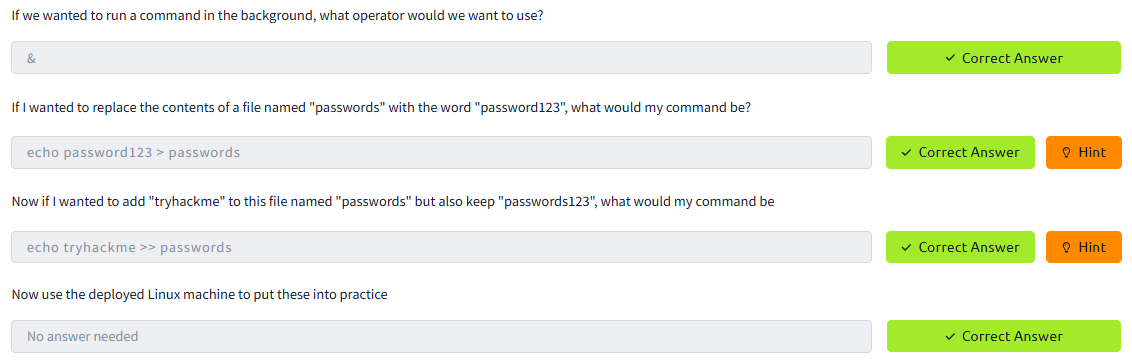 If we wanted to run a command in the background, what operator would we want to use?
&
Correct Answer
If I wanted to replace the contents of a file named "passwords" with the word "password123", what would my command be?
echo password123 > passwords
Correct Answer
Hint
Now if I wanted to add "tryhackme" to this file named "passwords" but also keep "passwords123", what would my command be
echo tryhackme >> passwords
Correct Answer
Hint
Now use the deployed Linux machine to put these into practice
No answer needed
Correct Answer